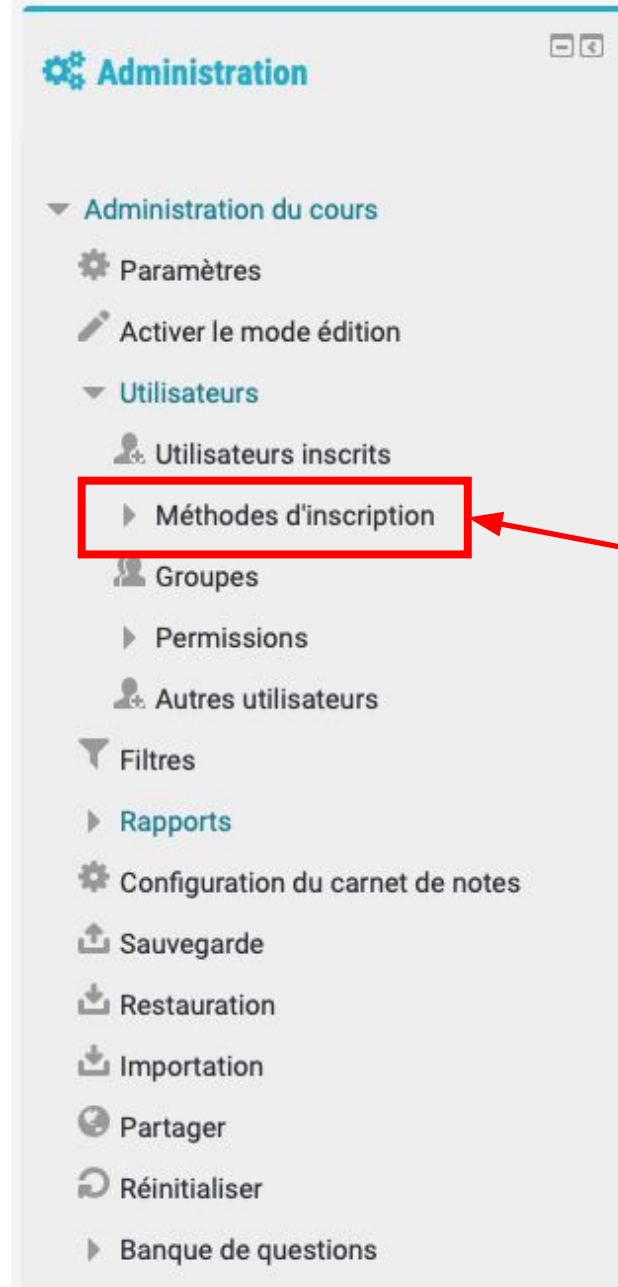 Administration
Administration du cours
Paramètres
Activer le mode édition
Utilisateurs
Utilisateurs inscrits
Méthodes d'inscription
Groupes
Permissions
Autres utilisateurs
Filtres
Rapports
Configuration du carnet de notes
Sauvegarde
Restauration
Importation
Partager
Réinitialiser
Banque de questions